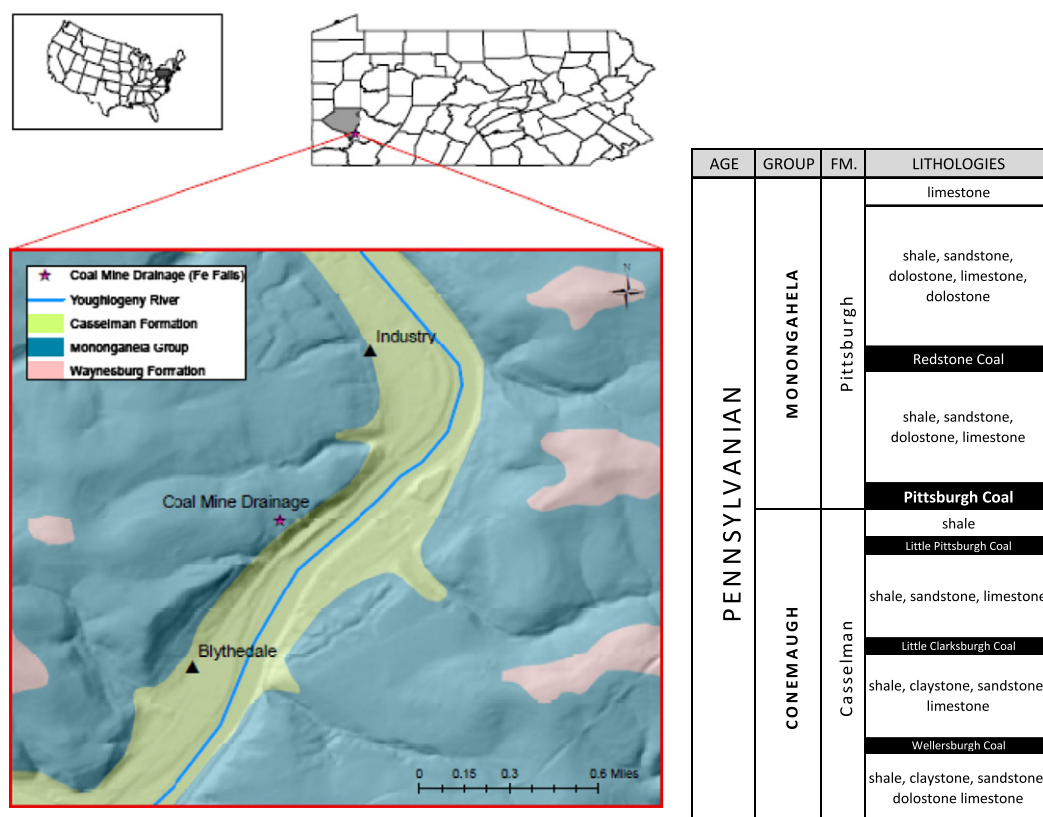 Coal Mine Drainage (Fe Falls)
Youghiogeny River
Casselman Formation
Monongahela Group
Waynesburg Formation
N
Industry
Coal Mine Drainage
Blythedale
0 0.15 0.3 0.6 Miles
AGE GROUP FM. LITHOLOGIES
PENNSYLVANIAN
MONONGAHELA
Pittsburgh
limestone
shale, sandstone,
dolostone, limestone,
dolostone
Redstone Coal
shale, sandstone,
dolostone, limestone
Pittsburgh Coal
CONEMAUGH
Casselman
shale
Little Pittsburgh Coal
shale, sandstone, limestone
Little Clarksburgh Coal
shale, claystone, sandstone
limestone
Wellersburgh Coal
shale, claystone, sandstone
dolostone limestone